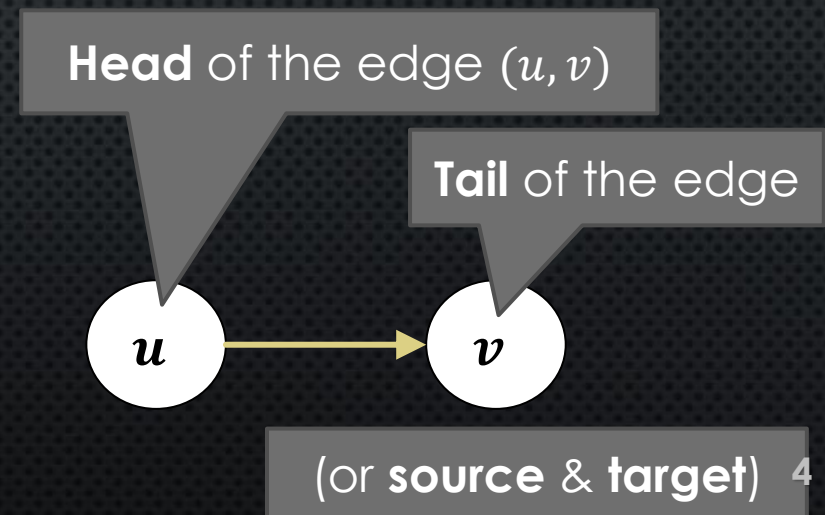 Head of the edge (𝑢, 𝑣)
Tail of the edge
𝒖
𝒗
(or source & target)
4